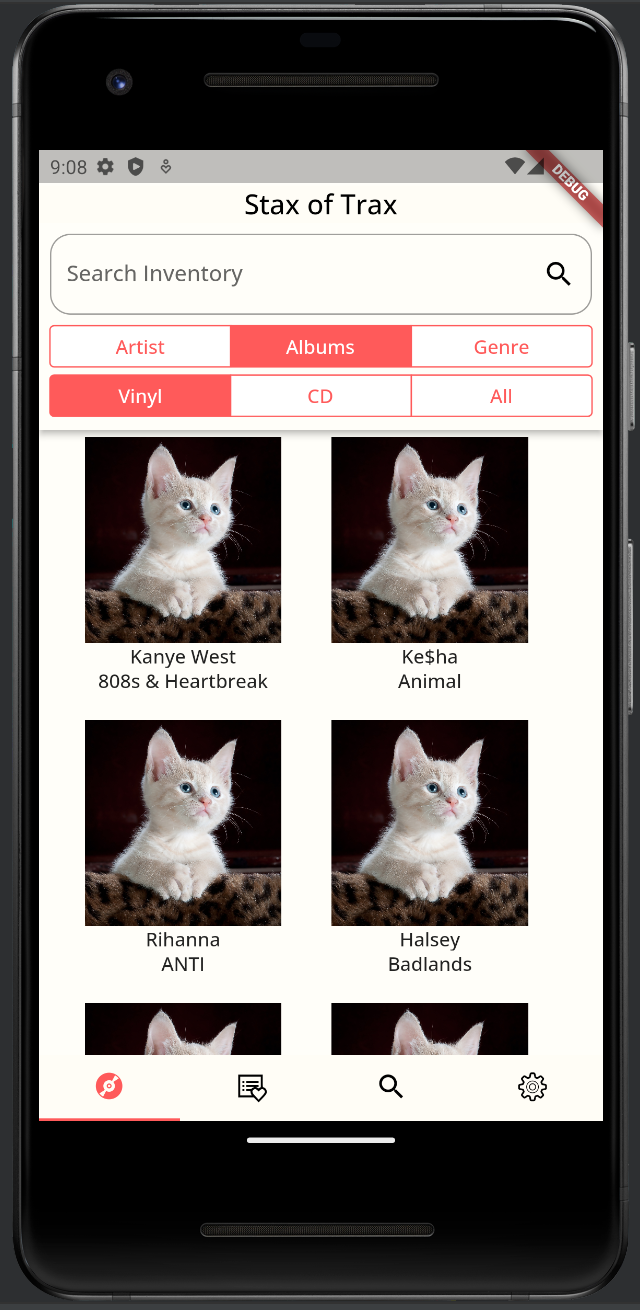 9:08
DEBUG
Stax of Trax
Search Inventory
Artist Albums Genre
Vinyl CD All
Kanye West
808s & Heartbreak
Ke$ha
Animal
Rihanna
ANTI
Halsey
Badlands